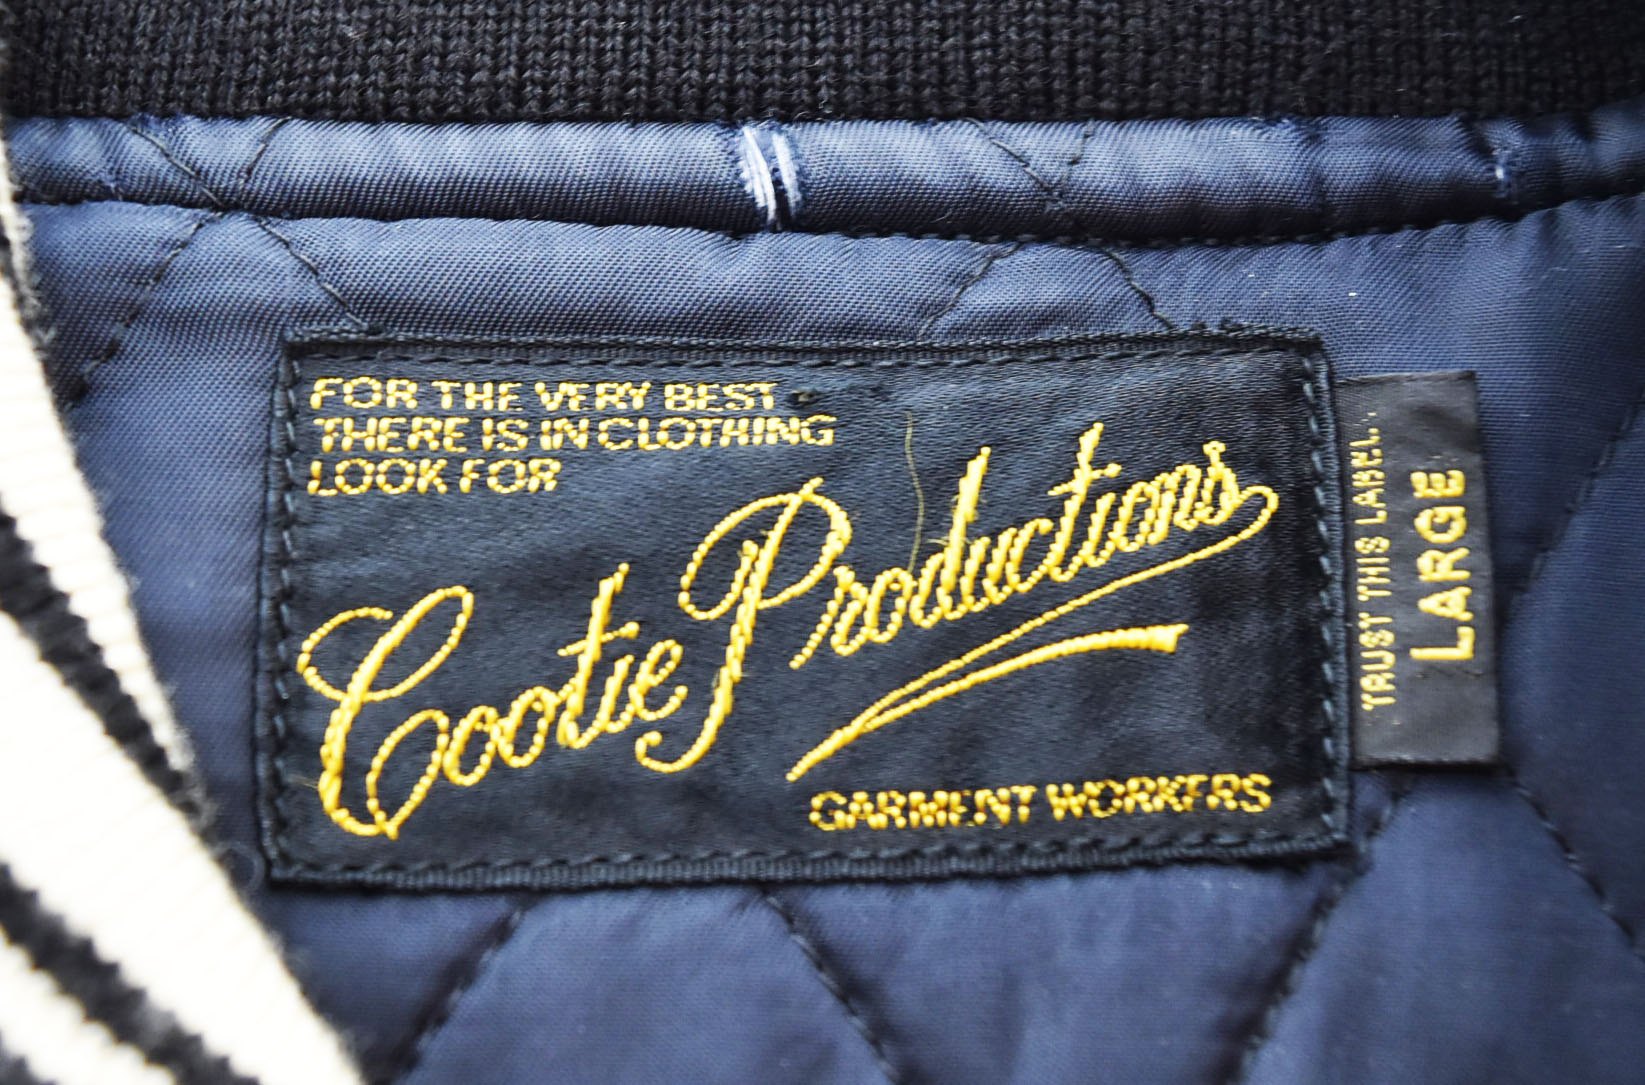 FOR THE VERY BEST
THERE IS IN CLOTHING
LOOK FOR
Cootie Productions
GARMENT WORKERS
TRUST THIS LABEL.
LARGE